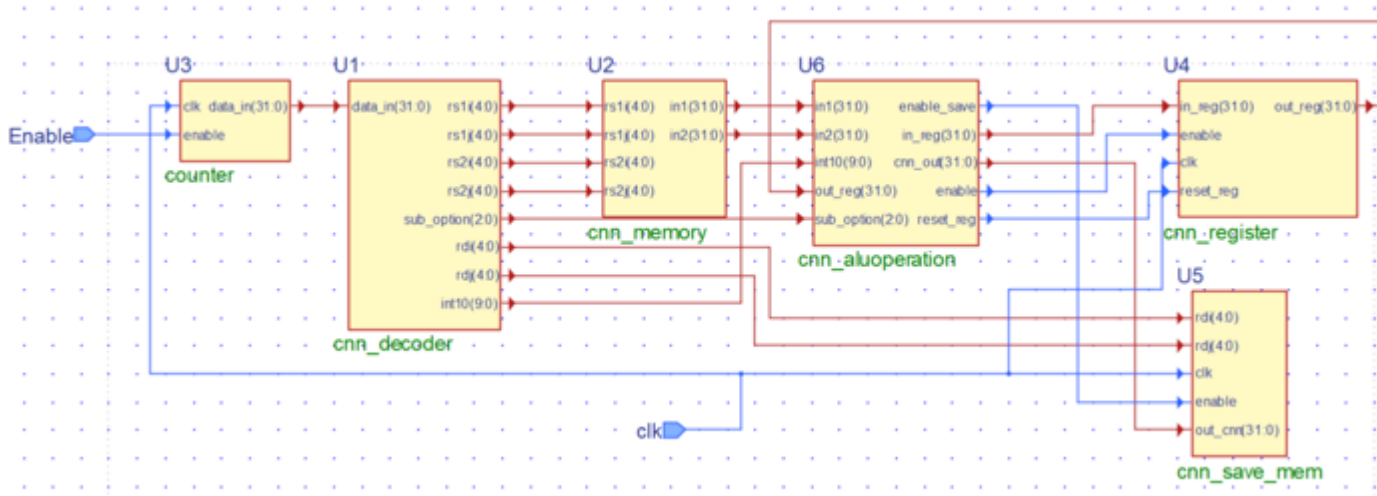 U3
clk data_in(31:0)
enable
counter
Enable
U1
data_in(31:0) rs1(4:0)
rs1j(4:0)
rs2(4:0)
rs2j(4:0)
sub_option(2:0)
rdi(4:0)
rdj(4:0)
int10(9:0)
cnn_decoder
U2
rs1(4:0) in1(31:0)
rs1j(4:0) in2(31:0)
rs2(4:0)
rs2j(4:0)
cnn_memory
U6
in1(31:0) enable_save
in2(31:0) in_reg(31:0)
int10(9:0) cnn_out(31:0)
out_reg(31:0) enable
sub_option(2:0) reset_reg
cnn_aluoperation
U4
in_reg(31:0) out_reg(31:0)
enable
clk
reset_reg
cnn_register
U5
rdi(4:0)
rdj(4:0)
clk
enable
out_cnn(31:0)
cnn_save_mem
clk